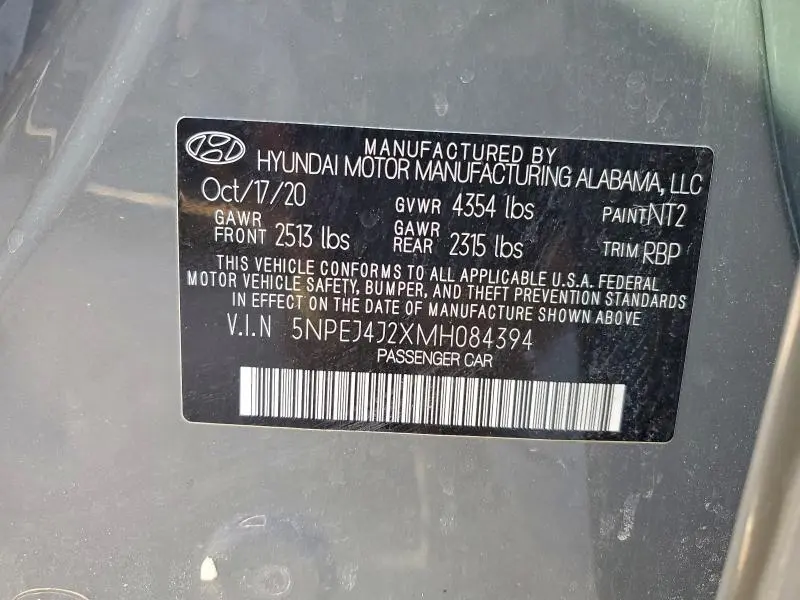 MANUFACTURED BY
HYUNDAI MOTOR MANUFACTURING ALABAMA, LLC
Oct/17/20 GVWR 4354 lbs PAINT NT2
GAWR FRONT 2513 lbs GAWR REAR 2315 lbs TRIM RBP
THIS VEHICLE CONFORMS TO ALL APPLICABLE U.S.A. FEDERAL
MOTOR VEHICLE SAFETY, BUMPER, AND THEFT PREVENTION STANDARDS
IN EFFECT ON THE DATE OF MANUFACTURE SHOWN ABOVE
V.I.N 5NPEJ4J2XMH084394
PASSENGER CAR